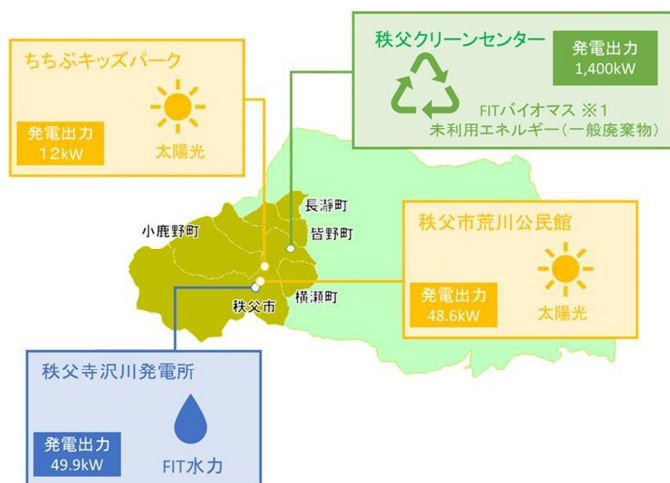 ちちぶキッズパーク
発電出力
12kW
太陽光
秩父クリーンセンター
発電出力
1,400kW
FITバイオマス ※1
未利用エネルギー(一般廃棄物)
長瀞町
皆野町
小鹿野町
横瀬町
秩父市
秩父市荒川公民館
発電出力
48.6kW
太陽光
秩父寺沢川発電所
発電出力
49.9kW
FIT水力